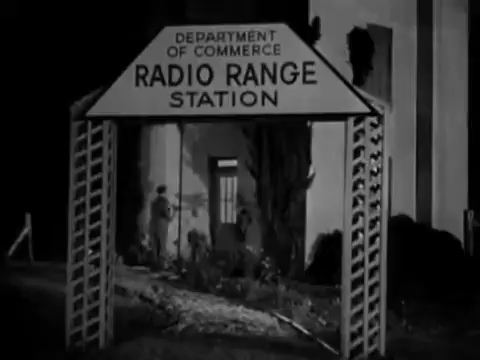 DEPARTMENT
OF COMMERCE
RADIO RANGE
STATION